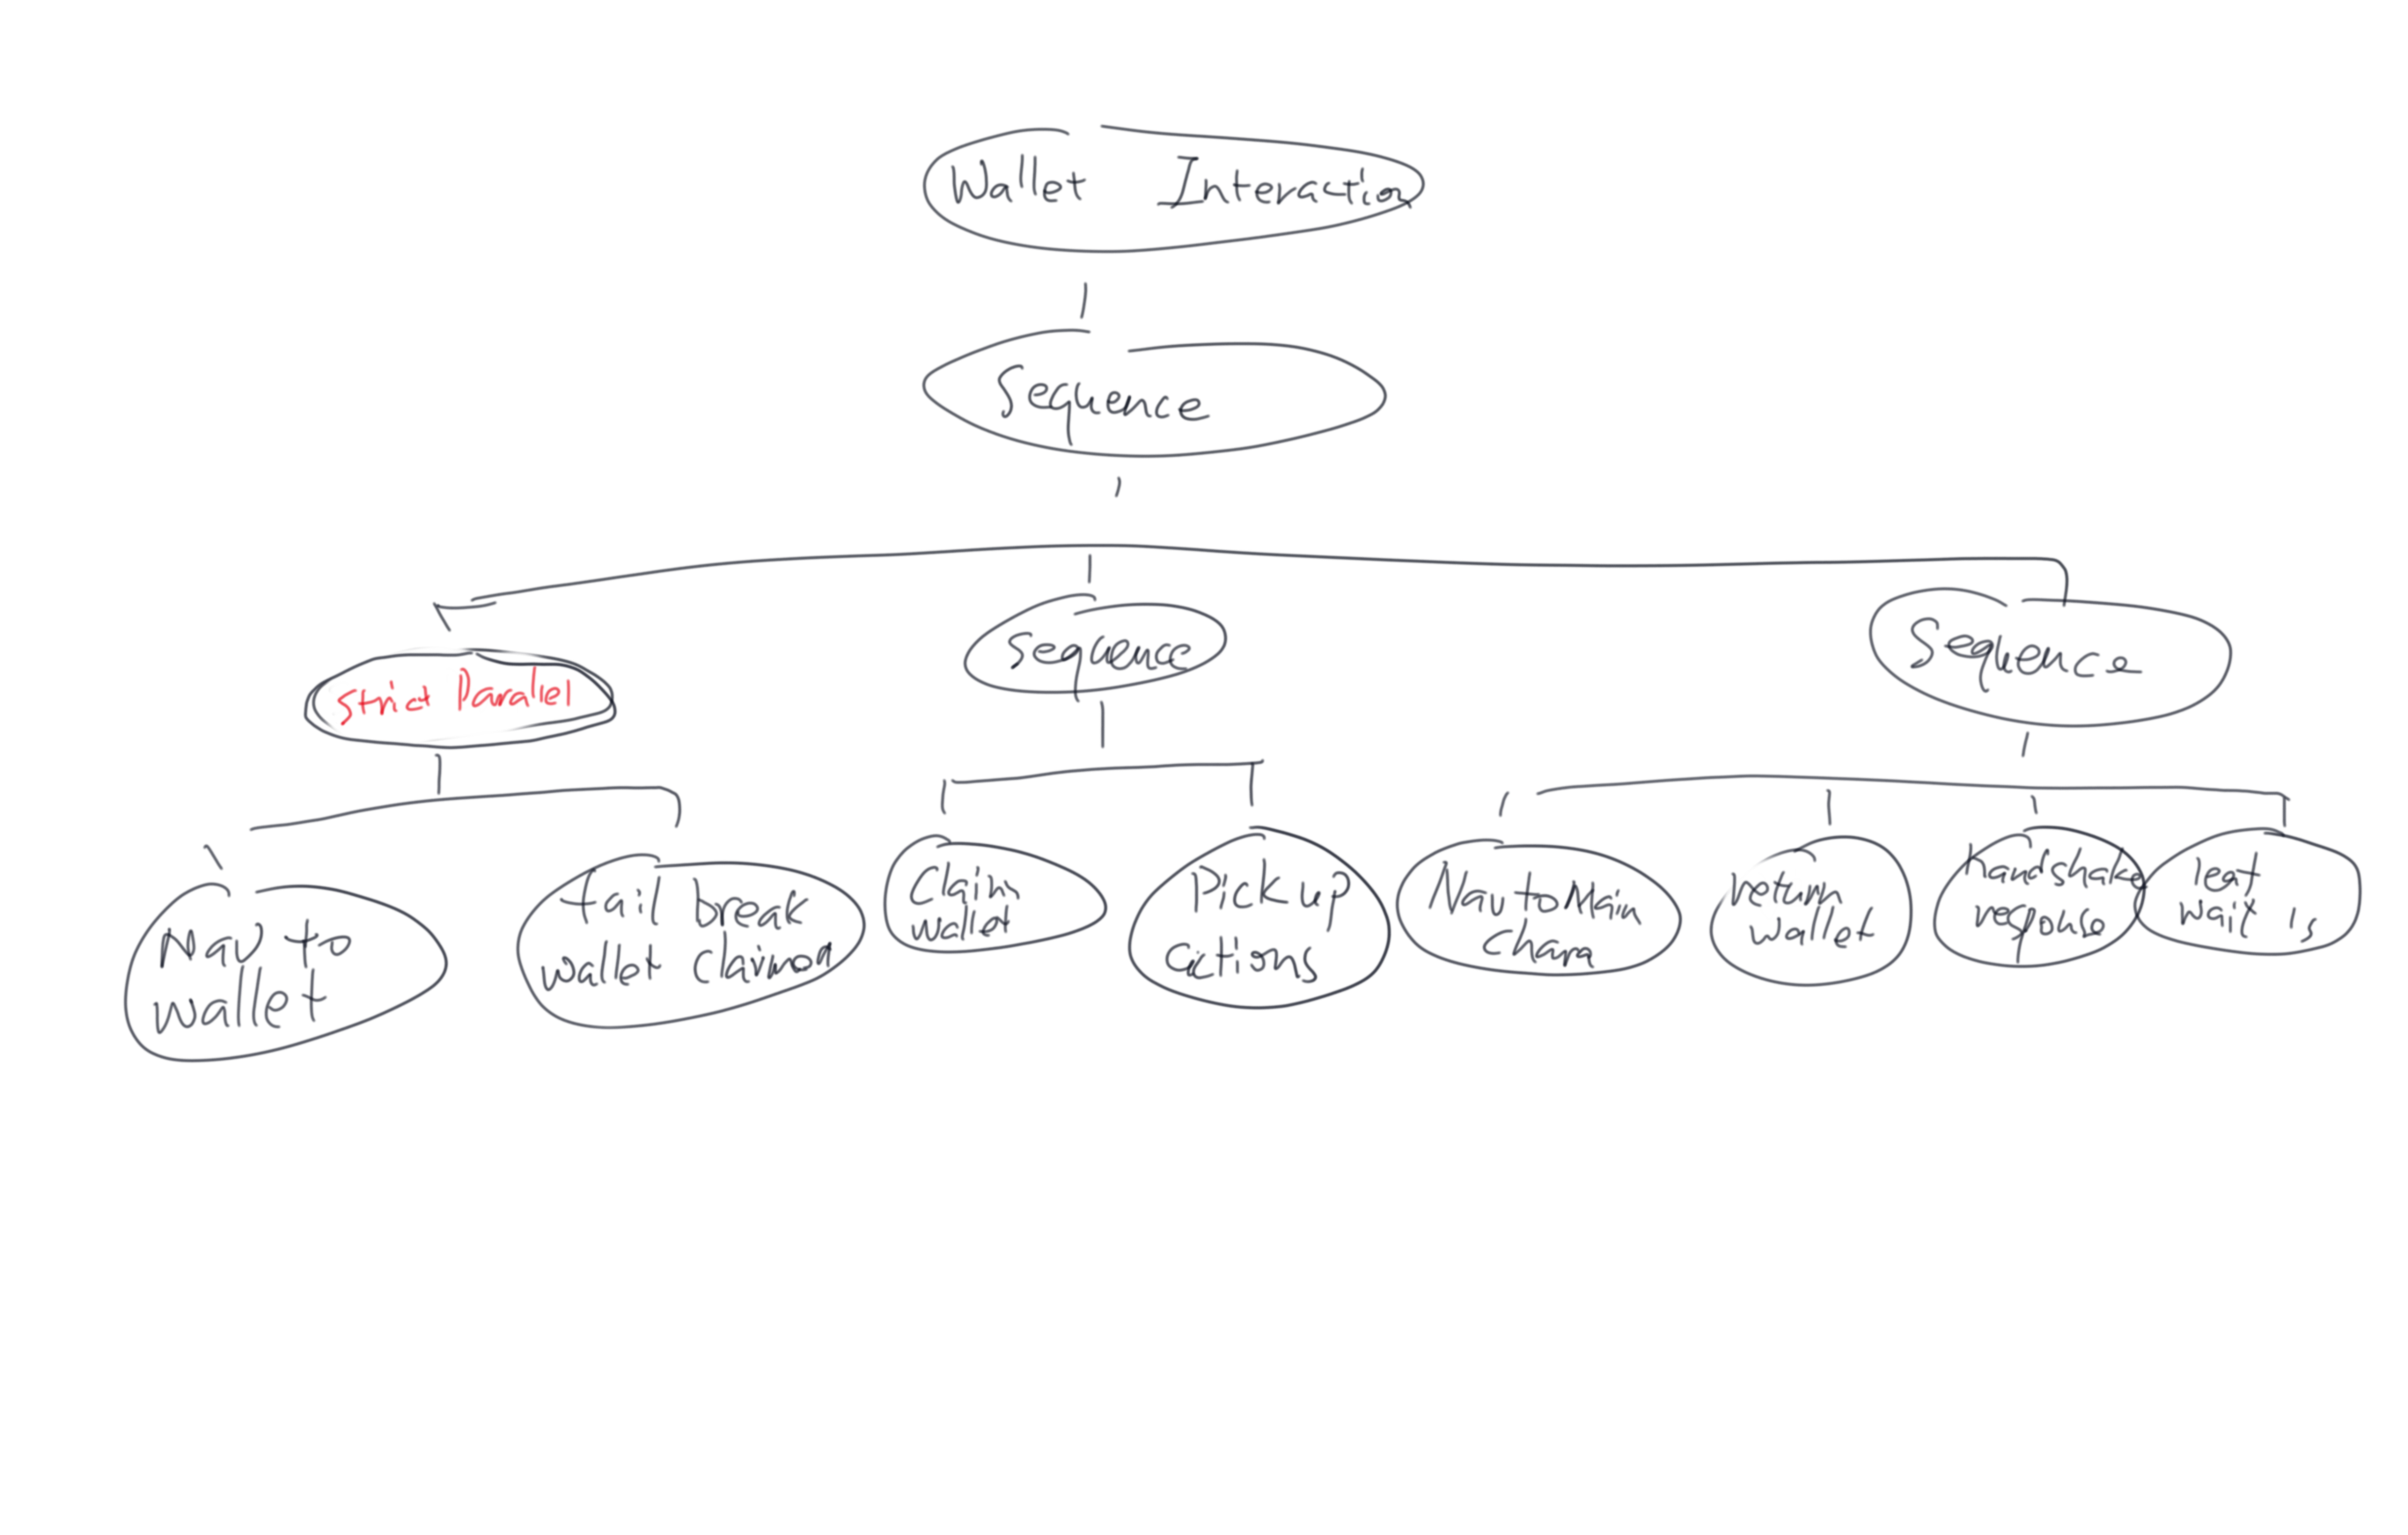 Wallet Interaction
Sequence
Strict Parallel
Sequence
Sequence
Nav to
wallet
fail break
wallet claimed
Claim
wallet
Pick up
actions
Nav to Main
chara
return
wallet
handshake
response
leaf
wait 1s